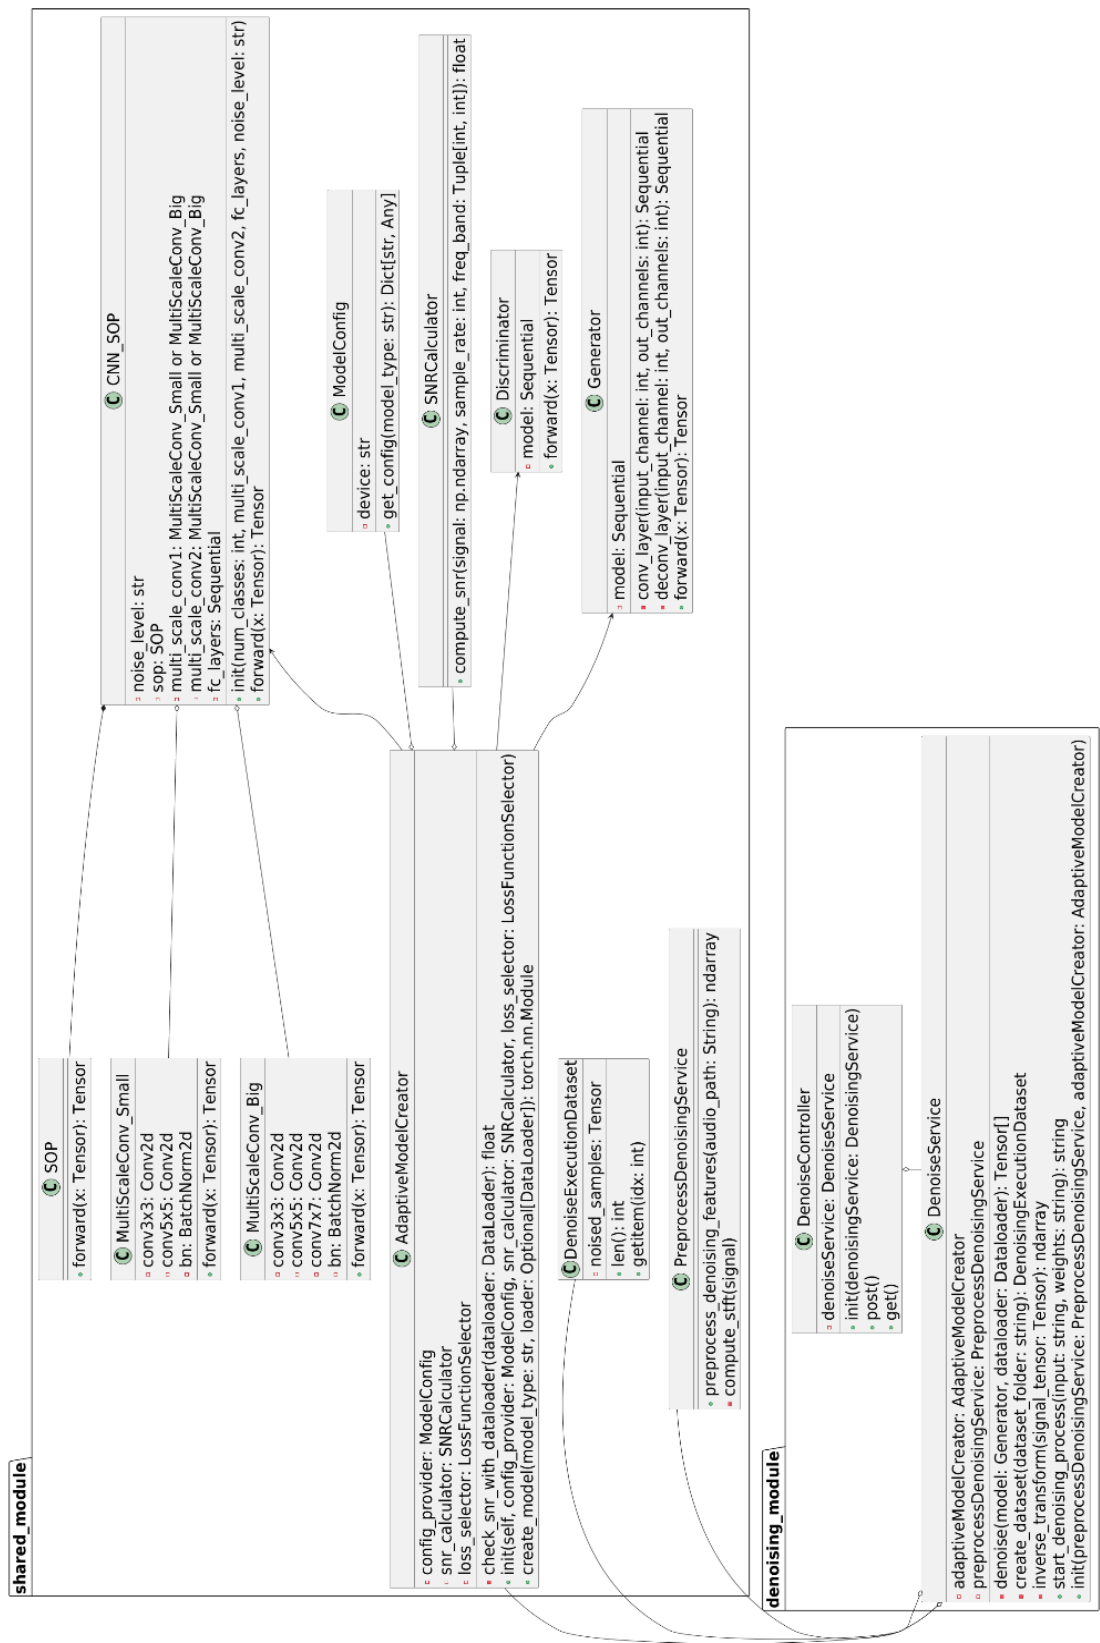 shared_module
C SOP
forward(x: Tensor): Tensor
C MultiScaleConv_Small
conv3x3: Conv2d
conv5x5: Conv2d
bn: BatchNorm2d
forward(x: Tensor): Tensor
C MultiScaleConv_Big
conv3x3: Conv2d
conv5x5: Conv2d
conv7x7: Conv2d
bn: BatchNorm2d
forward(x: Tensor): Tensor
C CNN_SOP
noise_level: str
sop: SOP
multi_scale_conv1: MultiScaleConv_Small or MultiScaleConv_Big
multi_scale_conv2: MultiScaleConv_Small or MultiScaleConv_Big
fc_layers: Sequential
init(num_classes: int, multi_scale_conv1, multi_scale_conv2, fc_layers, noise_level: str)
forward(x: Tensor): Tensor
C AdaptiveModelCreator
config_provider: ModelConfig
snr_calculator: SNRCalculator
loss_selector: LossFunctionSelector
check_snr_with_dataloader(dataloader: DataLoader): float
init(self, config_provider: ModelConfig, snr_calculator: SNRCalculator, loss_selector: LossFunctionSelector)
create_model(model_type: str, loader: Optional[DataLoader]): torch.nn.Module
C ModelConfig
device: str
get_config(model_type: str): Dict[str, Any]
C SNRCalculator
compute_snr(signal: np.ndarray, sample_rate: int, freq_band: Tuple[int, int]): float
C Discriminator
model: Sequential
forward(x: Tensor): Tensor
C Generator
model: Sequential
conv_layer(input_channel: int, out_channels: int): Sequential
deconv_layer(input_channel: int, out_channels: int): Sequential
forward(x: Tensor): Tensor
C DenoiseExecutionDataset
noised_samples: Tensor
len(): int
getitem(idx: int)
C PreprocessDenoisingService
preprocess_denoising_features(audio_path: String): ndarray
compute_stft(signal)
denoising_module
C DenoiseController
denoiseService: DenoiseService
init(denoisingService: DenoisingService)
post()
get()
C DenoiseService
adaptiveModelCreator: AdaptiveModelCreator
preprocessDenoisingService: PreprocessDenoisingService
denoise(model: Generator, dataloader: Dataloader): Tensor[]
create_dataset(dataset_folder: string): DenoisingExecutionDataset
inverse_transform(signal_tensor: Tensor): ndarray
start_denoising_process(input: string, weights: string): string
init(preprocessDenoisingService: PreprocessDenoisingService, adaptiveModelCreator: AdaptiveModelCreator)